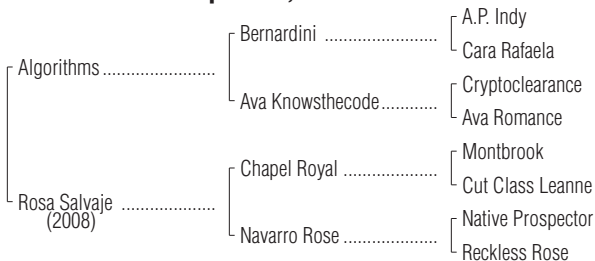 A.P. Indy
Bernardini ........................
Cara Rafaela
Algorithms .......................
Cryptoclearance
Ava Knowsthecode ............
Ava Romance
Montbrook
Chapel Royal ....................
Cut Class Leanne
Rosa Salvaje ...................
(2008)
Native Prospector
Navarro Rose ...................
Reckless Rose